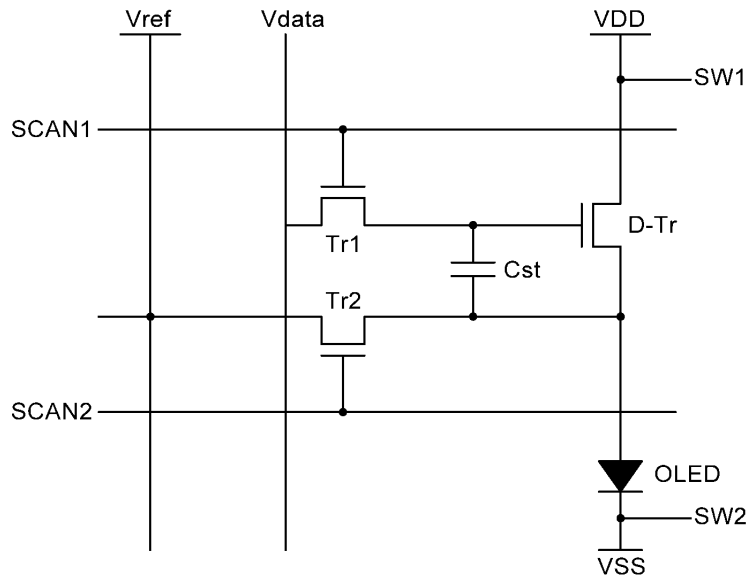 Vref
Vdata
VDD
SW1
SCAN1
D-Tr
Tr1
Cst
Tr2
SCAN2
OLED
SW2
VSS